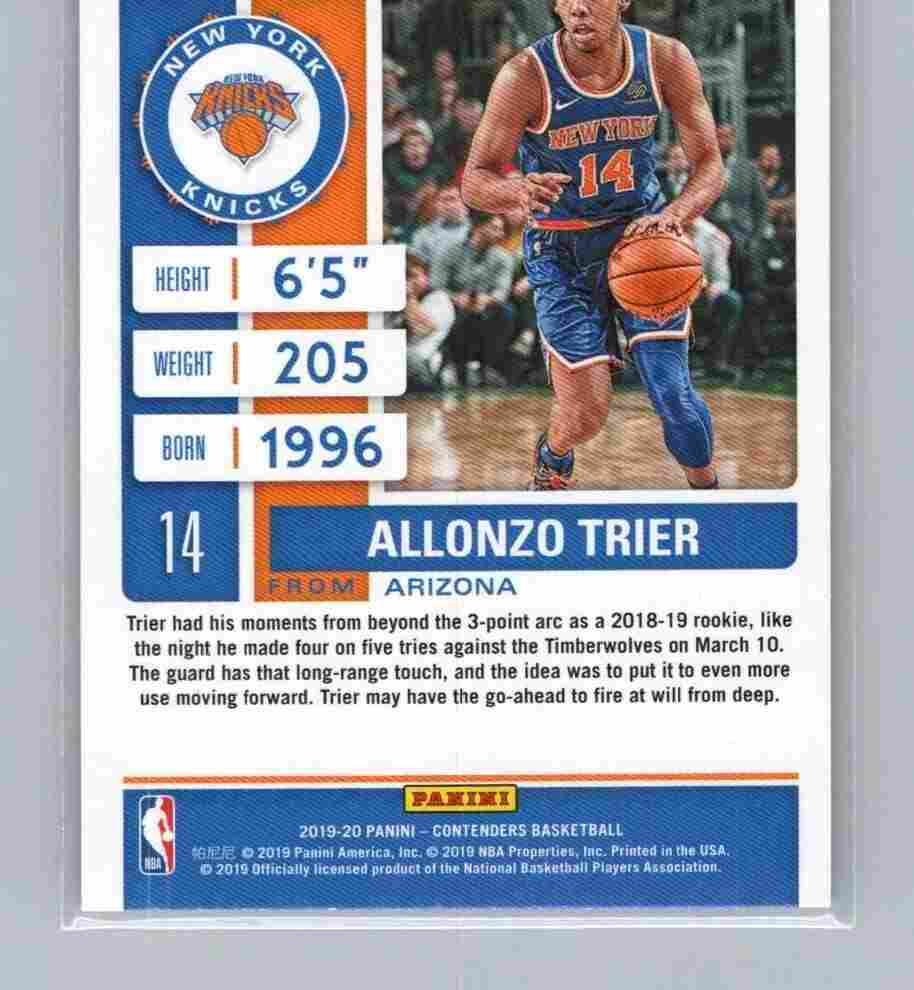 NEW YORK
NEW YORK
KNICKS
KNICKS
NEW YORK
14
HEIGHT 6'5"
WEIGHT 205
BORN 1996
14
ALLONZO TRIER
FROM ARIZONA
Trier had his moments from beyond the 3-point arc as a 2018-19 rookie, like
the night he made four on five tries against the Timberwolves on March 10.
The guard has that long-range touch, and the idea was to put it to even more
use moving forward. Trier may have the go-ahead to fire at will from deep.
PANINI
NBA
2019-20 PANINI – CONTENDERS BASKETBALL
帕尼尼 © 2019 Panini America, Inc. © 2019 NBA Properties, Inc. Printed in the USA.
© 2019 Officially licensed product of the National Basketball Players Association.